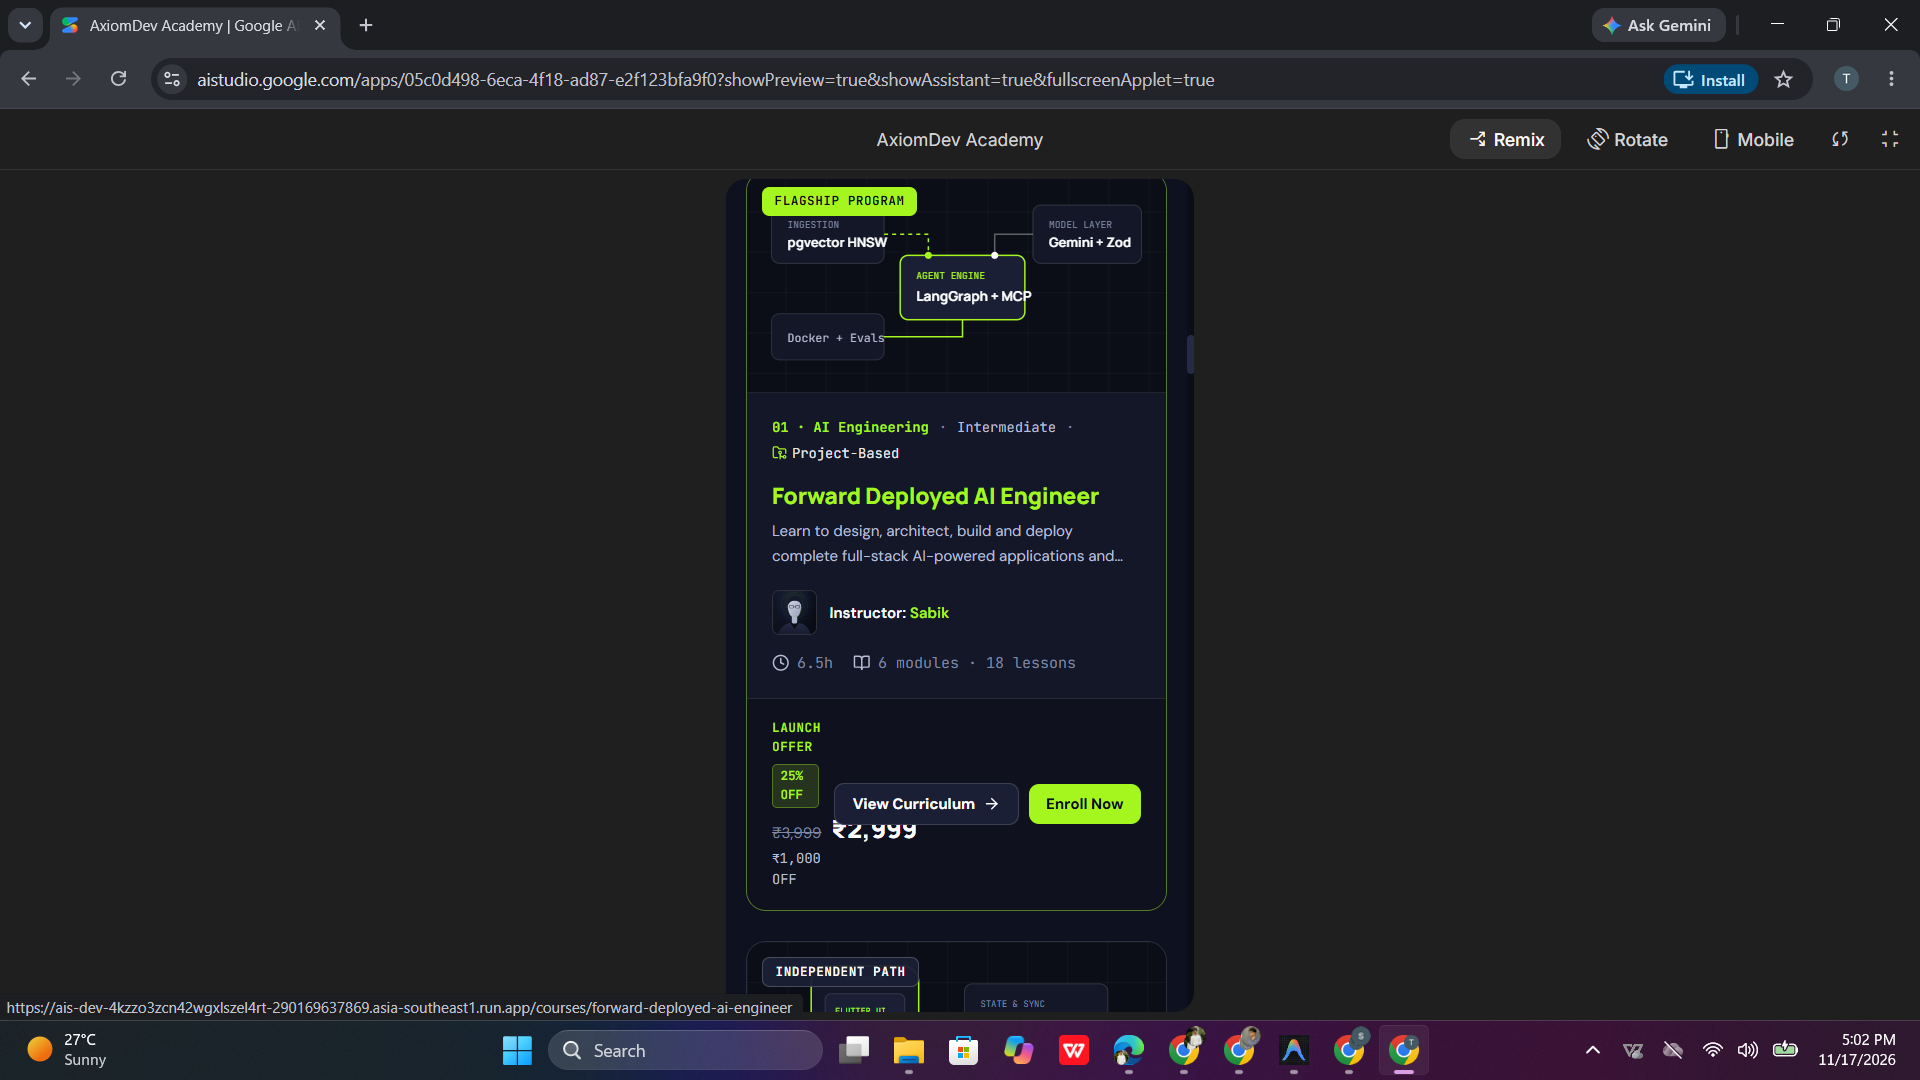 AxiomDev Academy | Google A
Ask Gemini
aistudio.google.com/apps/05c0d498-6eca-4f18-ad87-e2f123bfa9f0?showPreview=true&showAssistant=true&fullscreenApplet=true
Install
T
AxiomDev Academy
Remix
Rotate
Mobile
FLAGSHIP PROGRAM
INGESTION
pgvector HNSW
MODEL LAYER
Gemini + Zod
AGENT ENGINE
LangGraph + MCP
Docker + Evals
01 · AI Engineering · Intermediate ·
Project-Based
Forward Deployed AI Engineer
Learn to design, architect, build and deploy
complete full-stack AI-powered applications and…
Instructor: Sabik
6.5h 6 modules · 18 lessons
LAUNCH
OFFER
25%
OFF
View Curriculum →
Enroll Now
₹3,999 ₹2,999
₹1,000
OFF
INDEPENDENT PATH
FLUTTER UI
STATE & SYNC
https://ais-dev-4kzzo3zcn42wgxlszel4rt-290169637869.asia-southeast1.run.app/courses/forward-deployed-ai-engineer
27°C
Sunny
Search
S
T
5:02 PM
11/17/2026